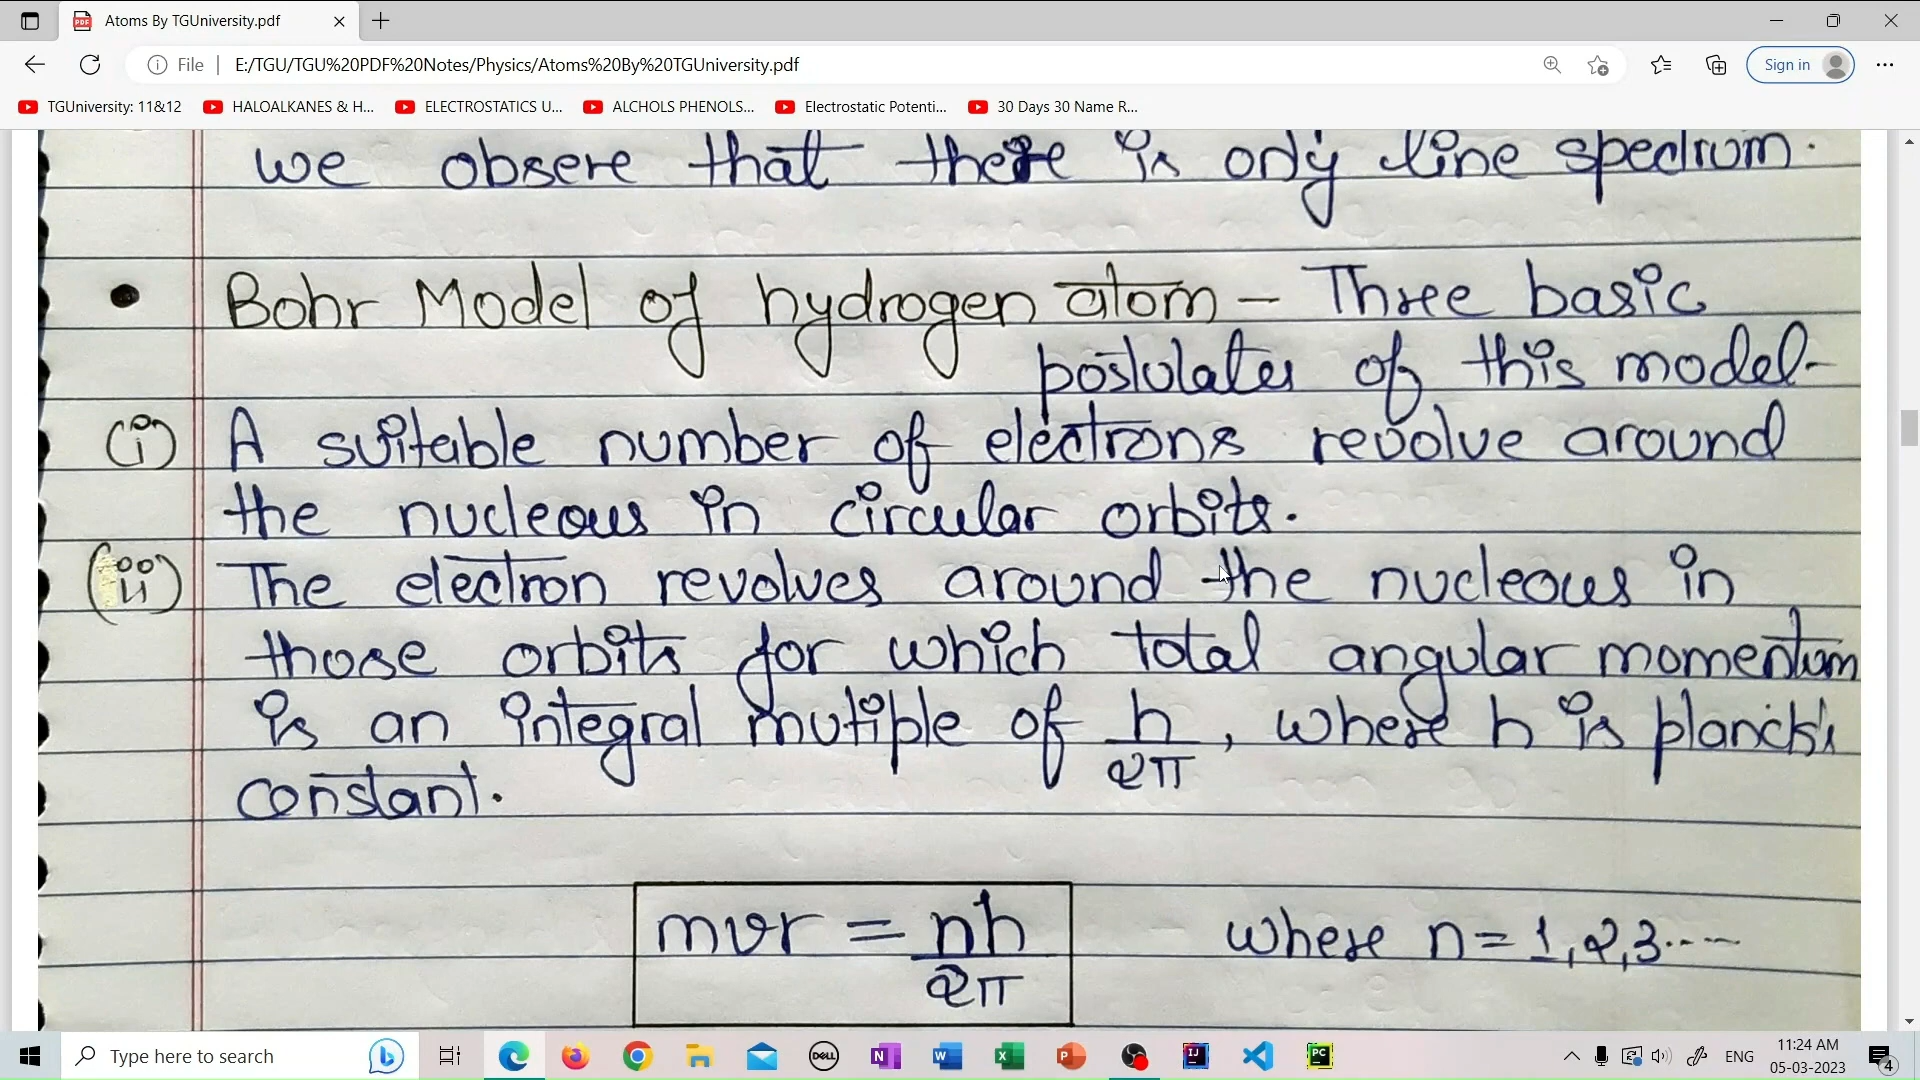 Atoms By TGUniversity.pdf
File E:/TGU/TGU%20PDF%20Notes/Physics/Atoms%20By%20TGUniversity.pdf Sign in
TGUniversity: 11&12 HALOALKANES & H... ELECTROSTATICS U... ALCHOLS PHENOLS... Electrostatic Potenti... 30 Days 30 Name R...
we obsere that there is only line spectrum.
• Bohr Model of hydrogen atom - Three basic
postulates of this model-
(i) A suitable number of electrons revolve around
the nucleous in circular orbits.
(ii) The electron revolves around the nucleous in
those orbits for which total angular momentum
is an integral mutiple of h/2π, where h is planck's
constant.
mvr = nh/2π where n=1,2,3....
Type here to search ENG 11:24 AM
05-03-2023 4